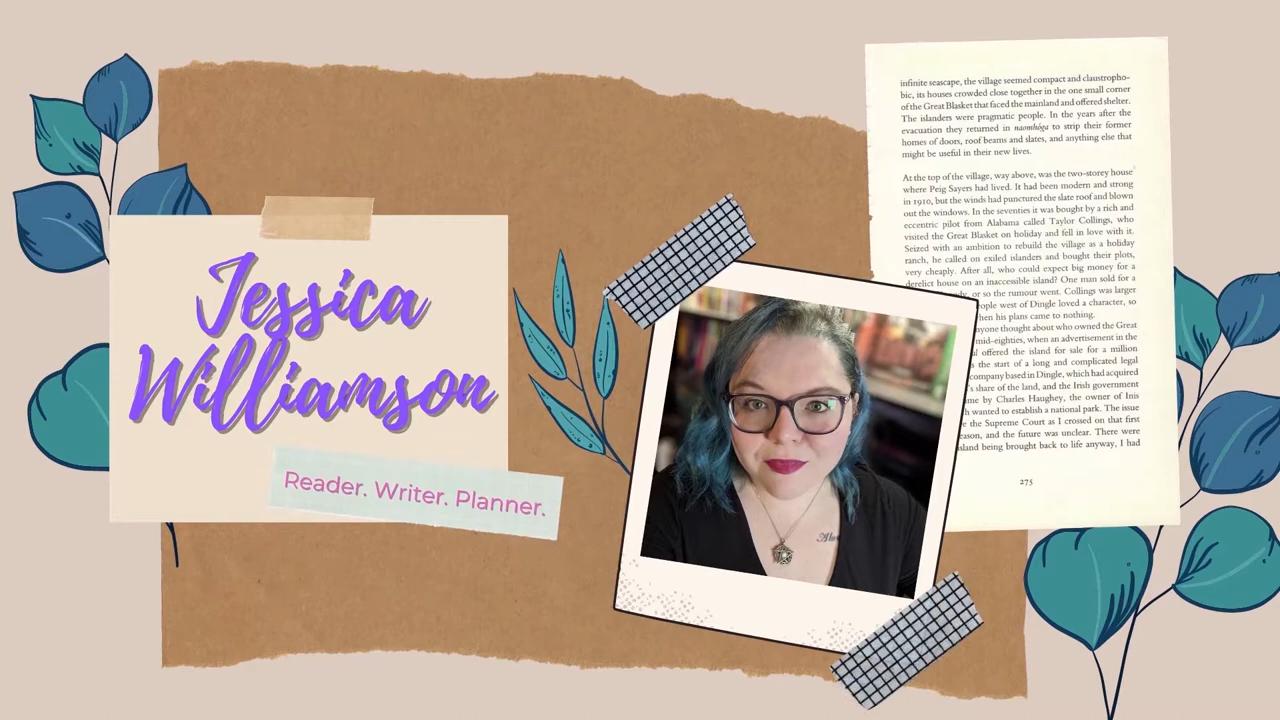 Jessica
Williamson
Reader. Writer. Planner.
infinite seascape, the village seemed compact and claustropho-
bic, its houses crowded close together in the one small corner
of the Great Blasket that faced the mainland and offered shelter.
The islanders were pragmatic people. In the years after the
evacuation they returned in naomhóga to strip their former
homes of doors, roof beams and slates, and anything else that
might be useful in their new lives.
At the top of the village, way above, was the two-storey house
where Peig Sayers had lived. It had been modern and strong
in 1910, but the winds had punctured the slate roof and blown
out the windows. In the seventies it was bought by a rich and
eccentric pilot from Alabama called Taylor Collings, who
visited the Great Blasket on holiday and fell in love with it.
Seized with an ambition to rebuild the village as a holiday
ranch, he called on exiled islanders and bought their plots,
very cheaply. After all, who could expect big money for a
derelict house on an inaccessible island? One man sold for a
or so the rumour went. Collings was larger
people west of Dingle loved a character, so
when his plans came to nothing.
anyone thought about who owned the Great
mid-eighties, when an advertisement in the
offered the island for sale for a million
the start of a long and complicated legal
company based in Dingle, which had acquired
share of the land, and the Irish government
by Charles Haughey, the owner of Inis
wanted to establish a national park. The issue
the Supreme Court as I crossed on that first
and the future was unclear. There were
island being brought back to life anyway, I had
275